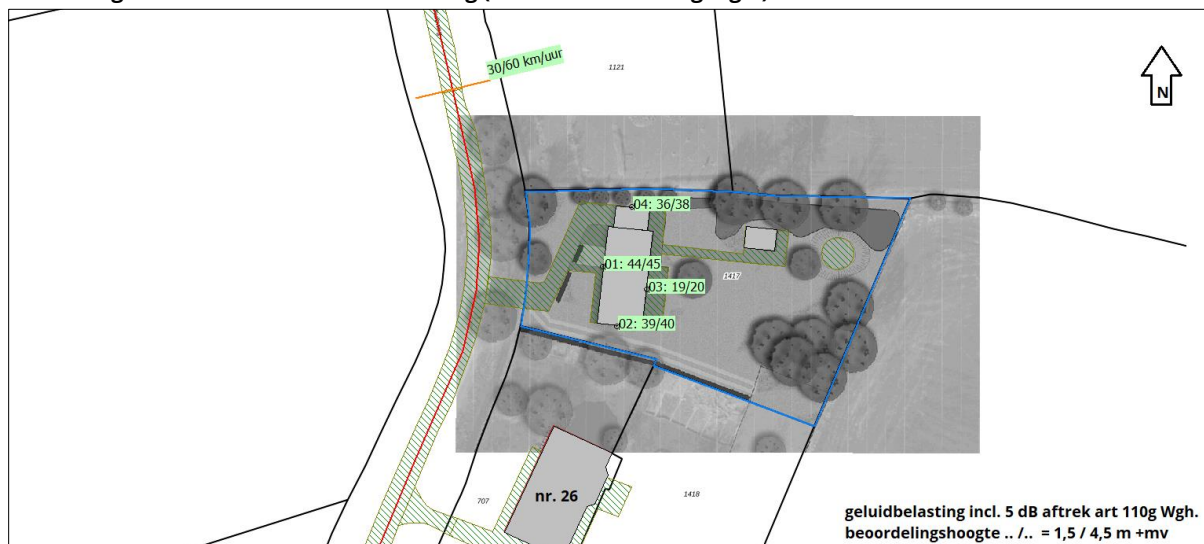 30/60 km/uur
1121
N
04: 36/38
01: 44/45
1417
03: 19/20
02: 39/40
nr. 26
707
1418
geluidbelasting incl. 5 dB aftrek art 110g Wgh.
beoordelingshoogte .. /.. = 1,5 / 4,5 m +mv